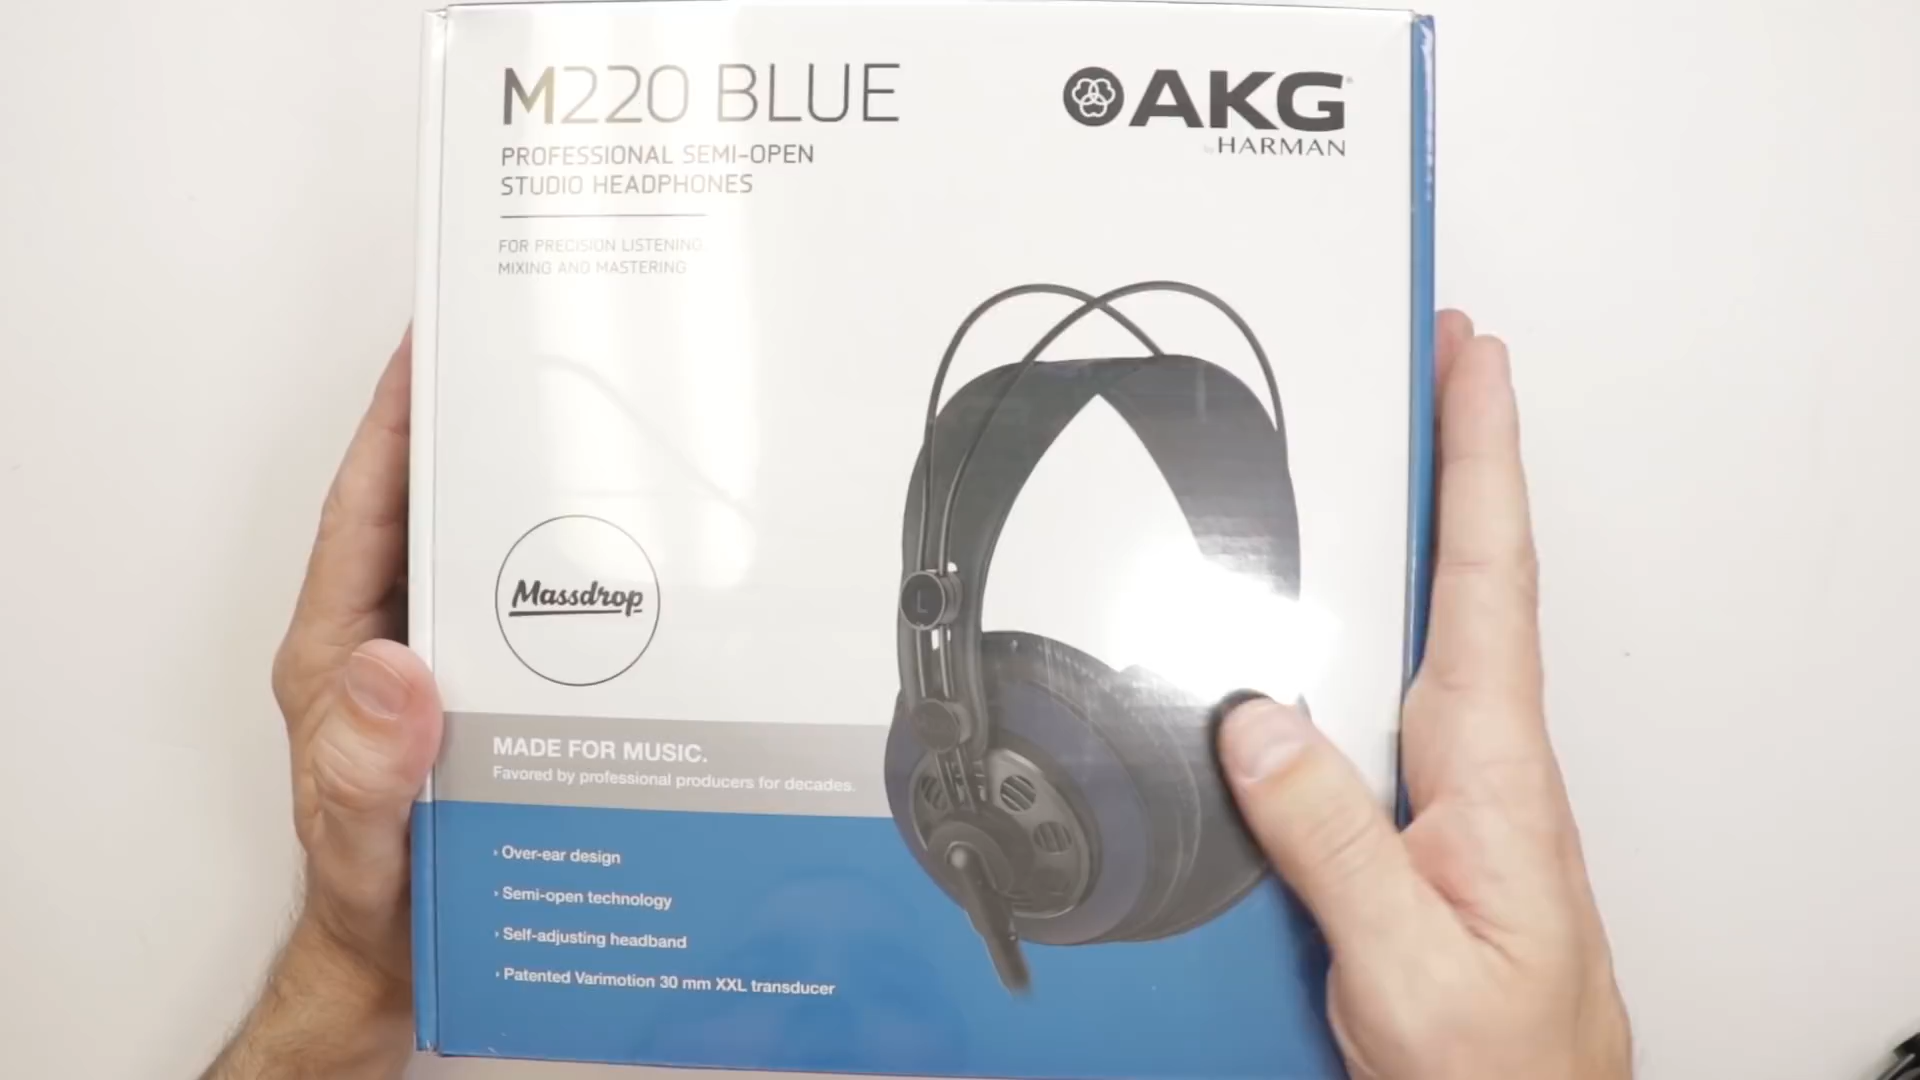 M220 BLUE
PROFESSIONAL SEMI-OPEN
STUDIO HEADPHONES
FOR PRECISION LISTENING,
MIXING AND MASTERING
AKG
by HARMAN
Massdrop
L
MADE FOR MUSIC.
Favored by professional producers for decades.
› Over-ear design
› Semi-open technology
› Self-adjusting headband
› Patented Varimotion 30 mm XXL transducer